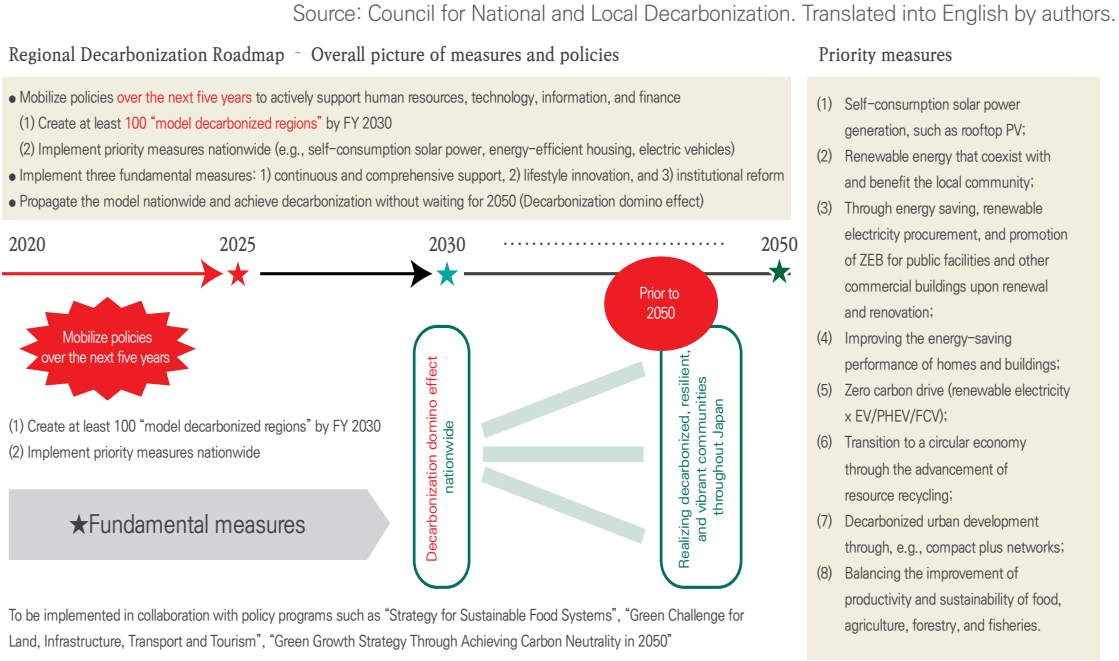 Source: Council for National and Local Decarbonization. Translated into English by authors.
Regional Decarbonization Roadmap - Overall picture of measures and policies
● Mobilize policies over the next five years to actively support human resources, technology, information, and finance
(1) Create at least 100 “model decarbonized regions” by FY 2030
(2) Implement priority measures nationwide (e.g., self-consumption solar power, energy-efficient housing, electric vehicles)
● Implement three fundamental measures: 1) continuous and comprehensive support, 2) lifestyle innovation, and 3) institutional reform
● Propagate the model nationwide and achieve decarbonization without waiting for 2050 (Decarbonization domino effect)
2020 2025 2030 2050
Prior to
2050
Mobilize policies
over the next five years
(1) Create at least 100 “model decarbonized regions” by FY 2030
(2) Implement priority measures nationwide
★Fundamental measures
Decarbonization domino effect
nationwide
Realizing decarbonized, resilient,
and vibrant communities
throughout Japan
To be implemented in collaboration with policy programs such as “Strategy for Sustainable Food Systems”, “Green Challenge for
Land, Infrastructure, Transport and Tourism”, “Green Growth Strategy Through Achieving Carbon Neutrality in 2050”
Priority measures
(1) Self-consumption solar power
generation, such as rooftop PV;
(2) Renewable energy that coexist with
and benefit the local community;
(3) Through energy saving, renewable
electricity procurement, and promotion
of ZEB for public facilities and other
commercial buildings upon renewal
and renovation;
(4) Improving the energy-saving
performance of homes and buildings;
(5) Zero carbon drive (renewable electricity
x EV/PHEV/FCV);
(6) Transition to a circular economy
through the advancement of
resource recycling;
(7) Decarbonized urban development
through, e.g., compact plus networks;
(8) Balancing the improvement of
productivity and sustainability of food,
agriculture, forestry, and fisheries.